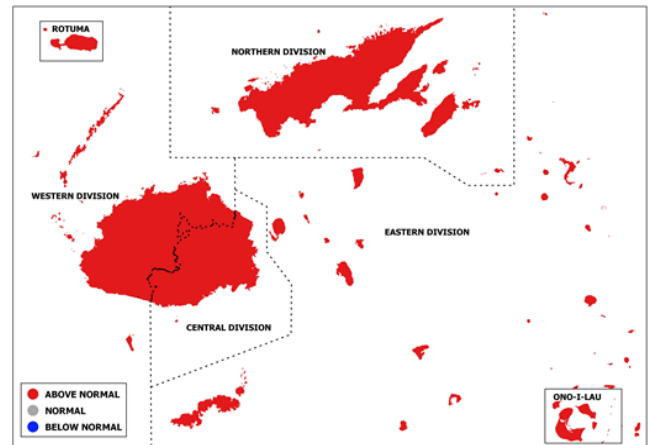 ROTUMA
NORTHERN DIVISION
WESTERN DIVISION
EASTERN DIVISION
CENTRAL DIVISION
ABOVE NORMAL
NORMAL
BELOW NORMAL
ONO-I-LAU